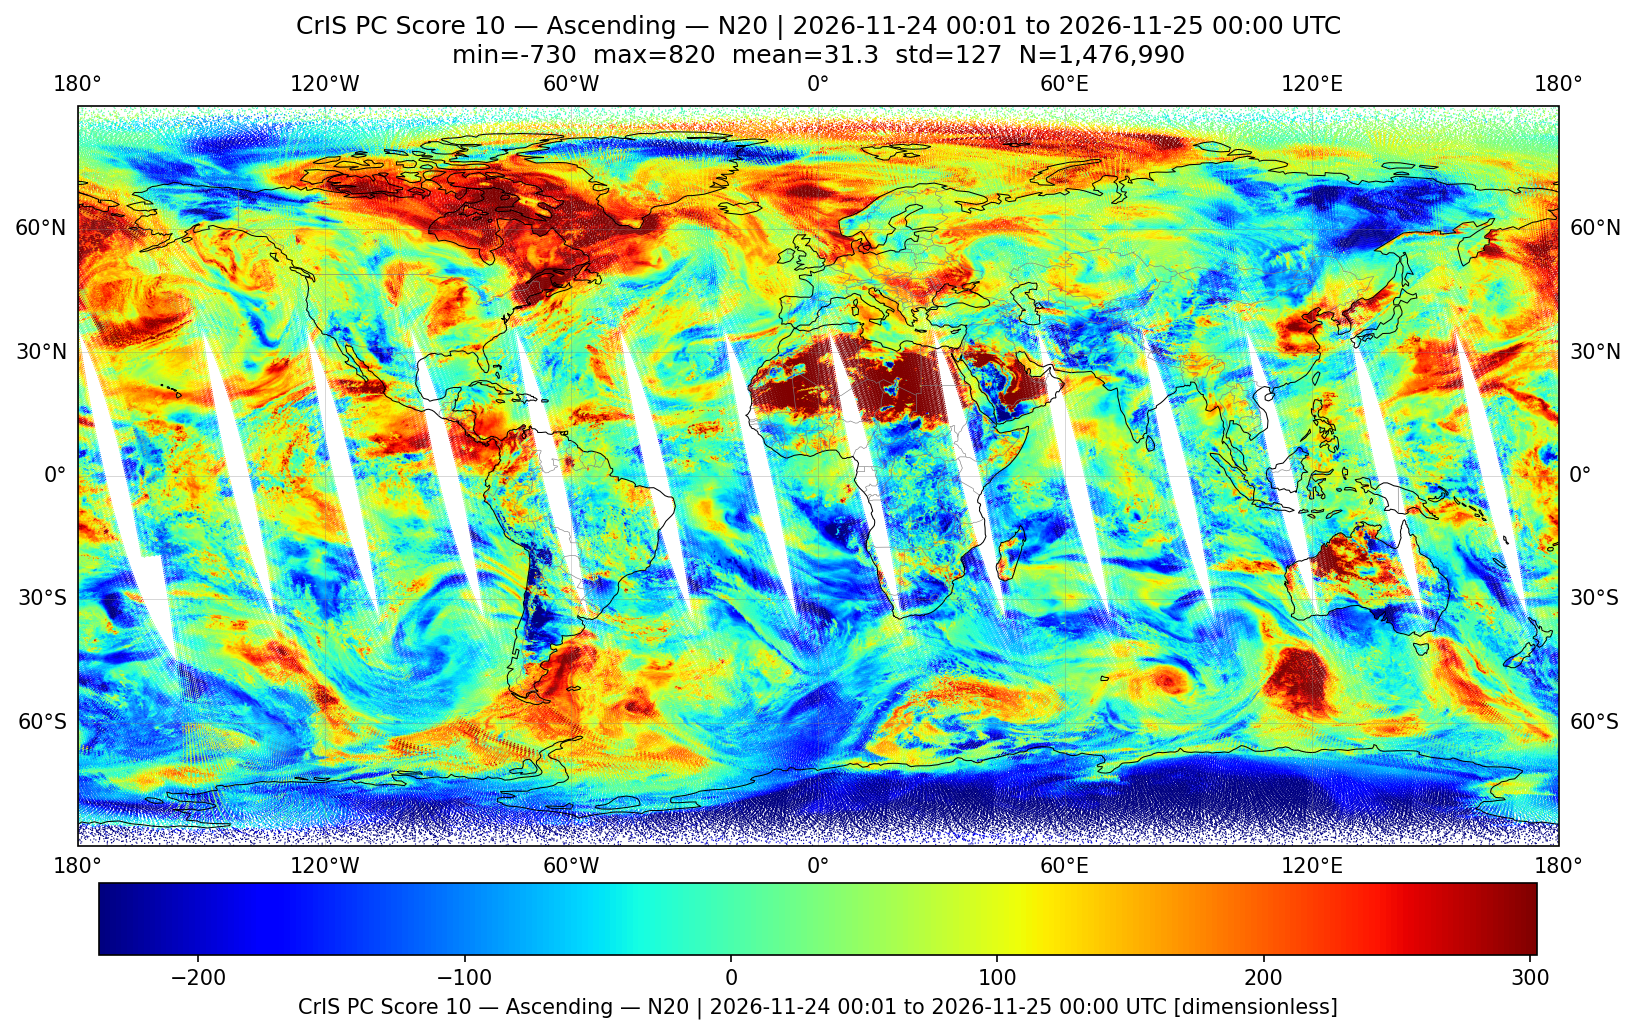 CrIS PC Score 10 — Ascending — N20 | 2026-11-24 00:01 to 2026-11-25 00:00 UTC
min=-730  max=820  mean=31.3  std=127  N=1,476,990
180° 120°W 60°W 0° 60°E 120°E 180°
60°N 60°N
30°N 30°N
0° 0°
30°S 30°S
60°S 60°S
180° 120°W 60°W 0° 60°E 120°E 180°
−200 −100 0 100 200 300
CrIS PC Score 10 — Ascending — N20 | 2026-11-24 00:01 to 2026-11-25 00:00 UTC [dimensionless]